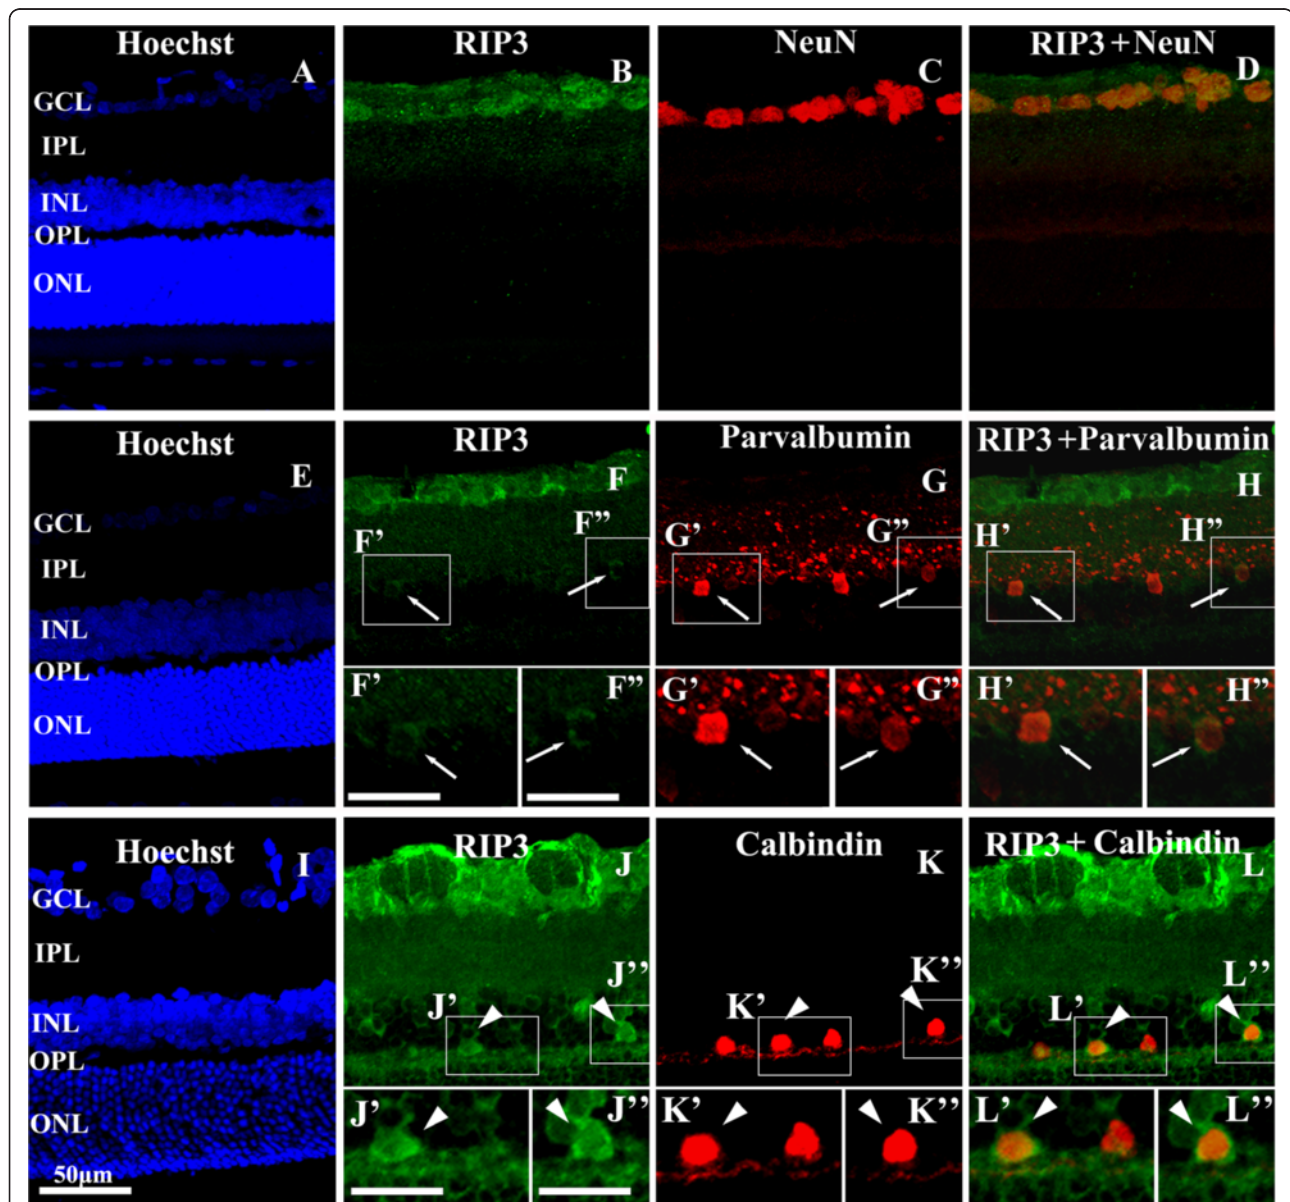 Hoechst RIP3 NeuN RIP3+NeuN
A B C D
GCL
IPL
INL
OPL
ONL
Hoechst RIP3 Parvalbumin RIP3+Parvalbumin
E F G H
GCL F' F" G' G" H' H"
IPL
INL
OPL F' F" G' G" H' H"
ONL
Hoechst RIP3 Calbindin RIP3+Calbindin
I J K L
GCL
IPL
J' J'' K' K'' L' L''
INL
OPL
J' J'' K' K'' L' L''
ONL
50μm